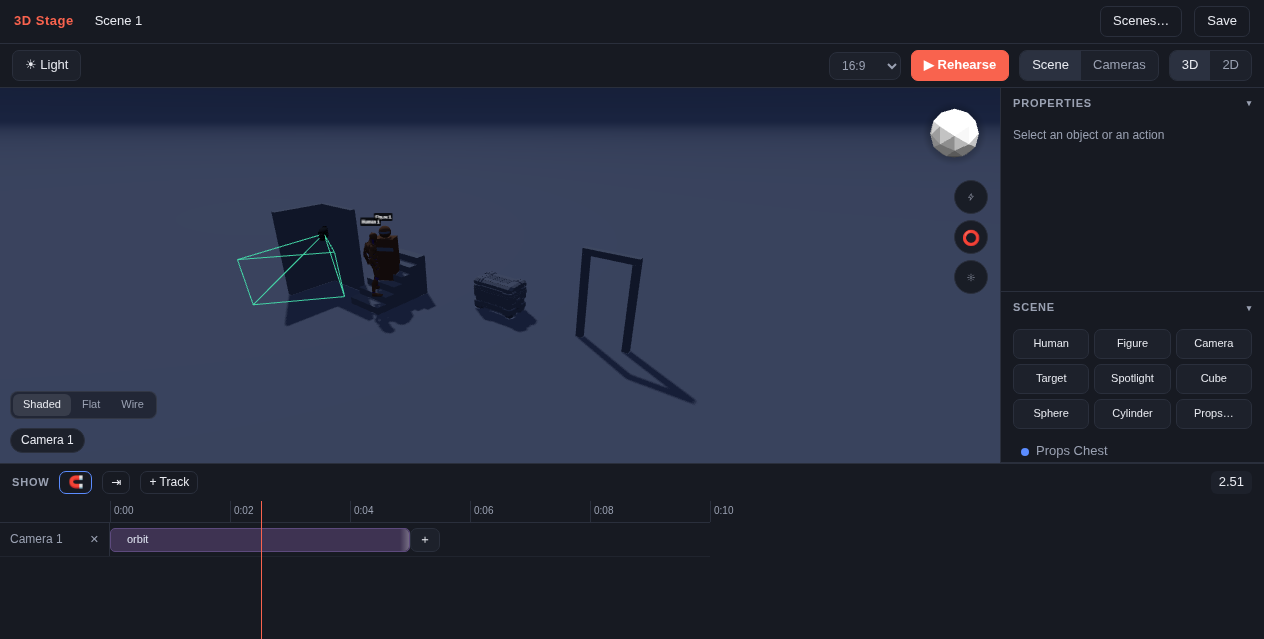 3D Stage Scene 1 Scenes… Save
☀ Light 16:9 ▶ Rehearse Scene Cameras 3D 2D
PROPERTIES
Select an object or an action
SCENE
Human Figure Camera
Target Spotlight Cube
Sphere Cylinder Props…
Props Chest
Shaded Flat Wire
Camera 1
SHOW + Track 2.51
0:00 0:02 0:04 0:06 0:08 0:10
Camera 1 × orbit +